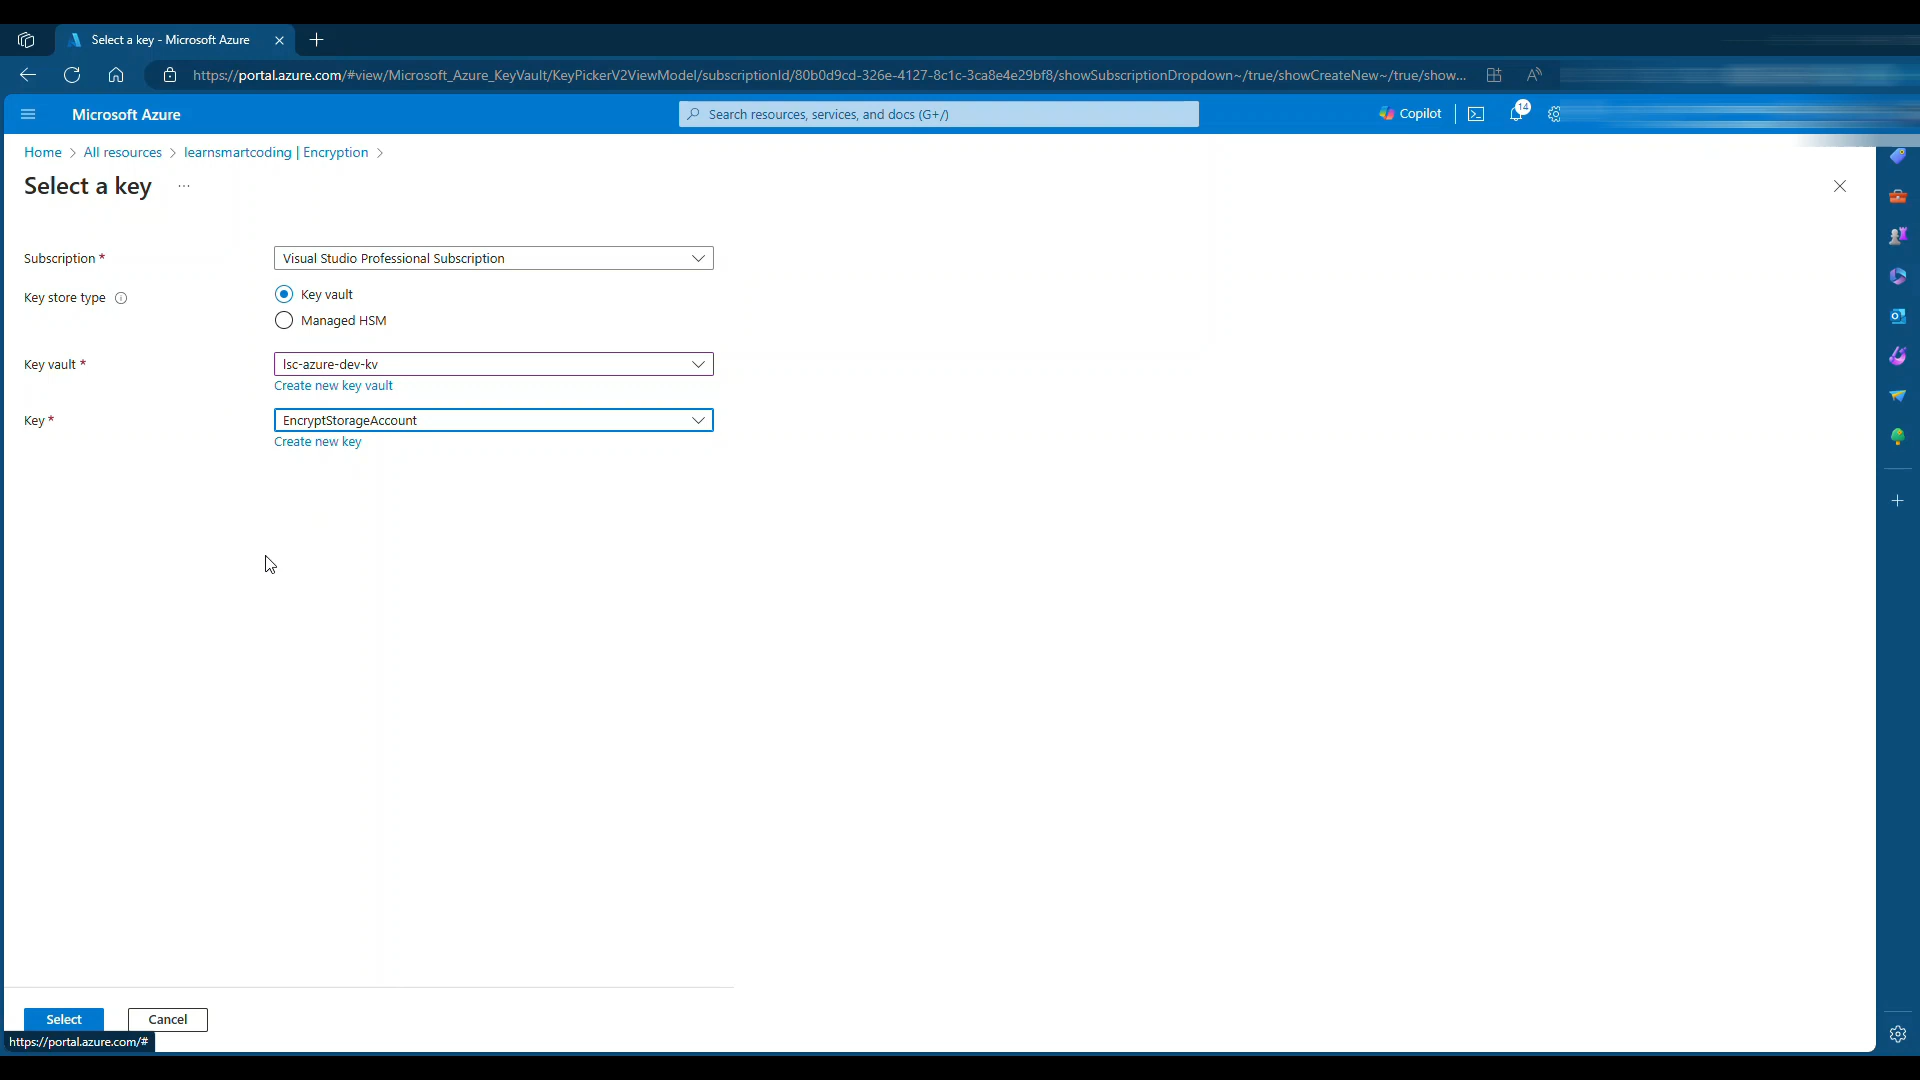 Select a key - Microsoft Azure
https://portal.azure.com/#view/Microsoft_Azure_KeyVault/KeyPickerV2ViewModel/subscriptionId/80b0d9cd-326e-4127-8c1c-3ca8e4e29bf8/showSubscriptionDropdown~/true/showCreateNew~/true/show...
Microsoft Azure
Search resources, services, and docs (G+/)
Copilot
14
Home > All resources > learnsmartcoding | Encryption >
Select a key ...
Subscription *
Visual Studio Professional Subscription
Key store type
Key vault
Managed HSM
Key vault *
lsc-azure-dev-kv
Create new key vault
Key *
EncryptStorageAccount
Create new key
Select
Cancel
https://portal.azure.com/#